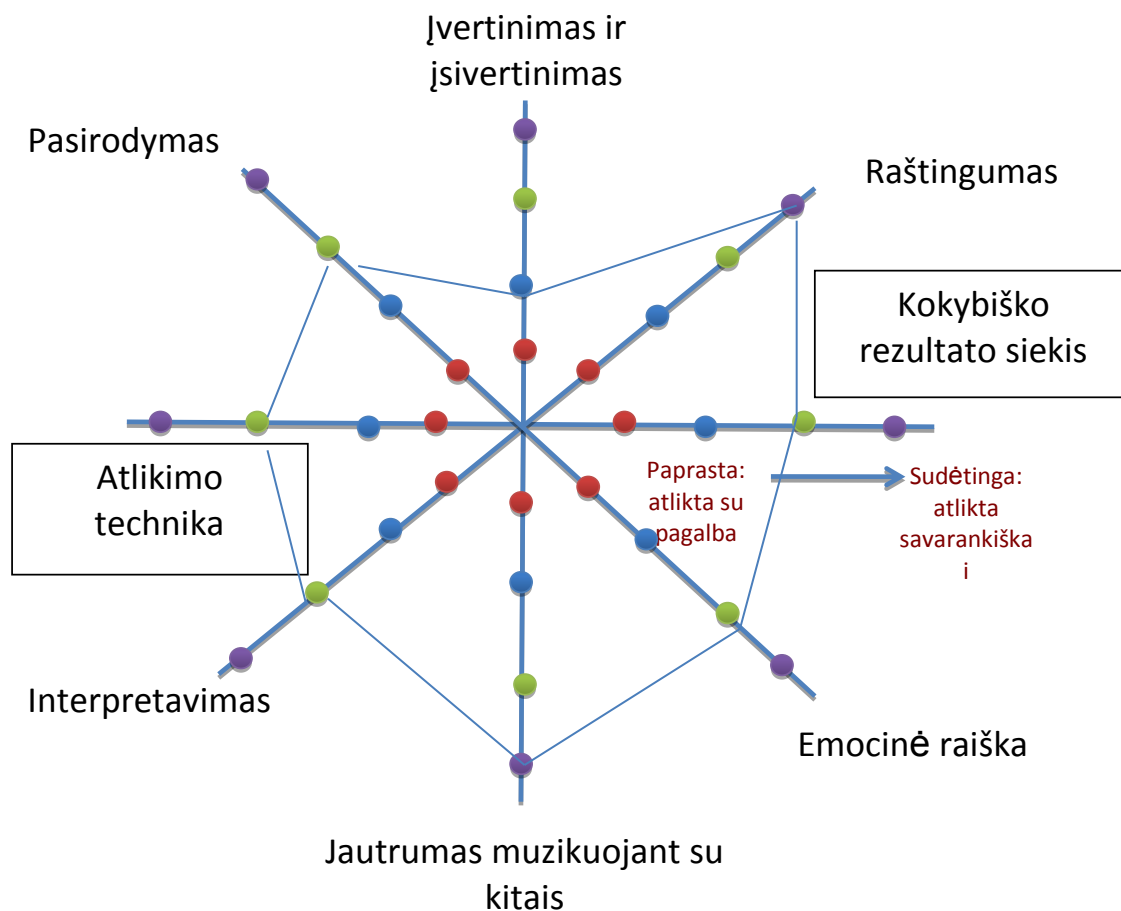 Įvertinimas ir
įsivertinimas
Pasirodymas
Raštingumas
Kokybiško
rezultato siekis
Atlikimo
technika
Paprasta:
atlikta su
pagalba
Sudėtinga:
atlikta
savarankiška
i
Interpretavimas
Emocinė raiška
Jautrumas muzikuojant su
kitais